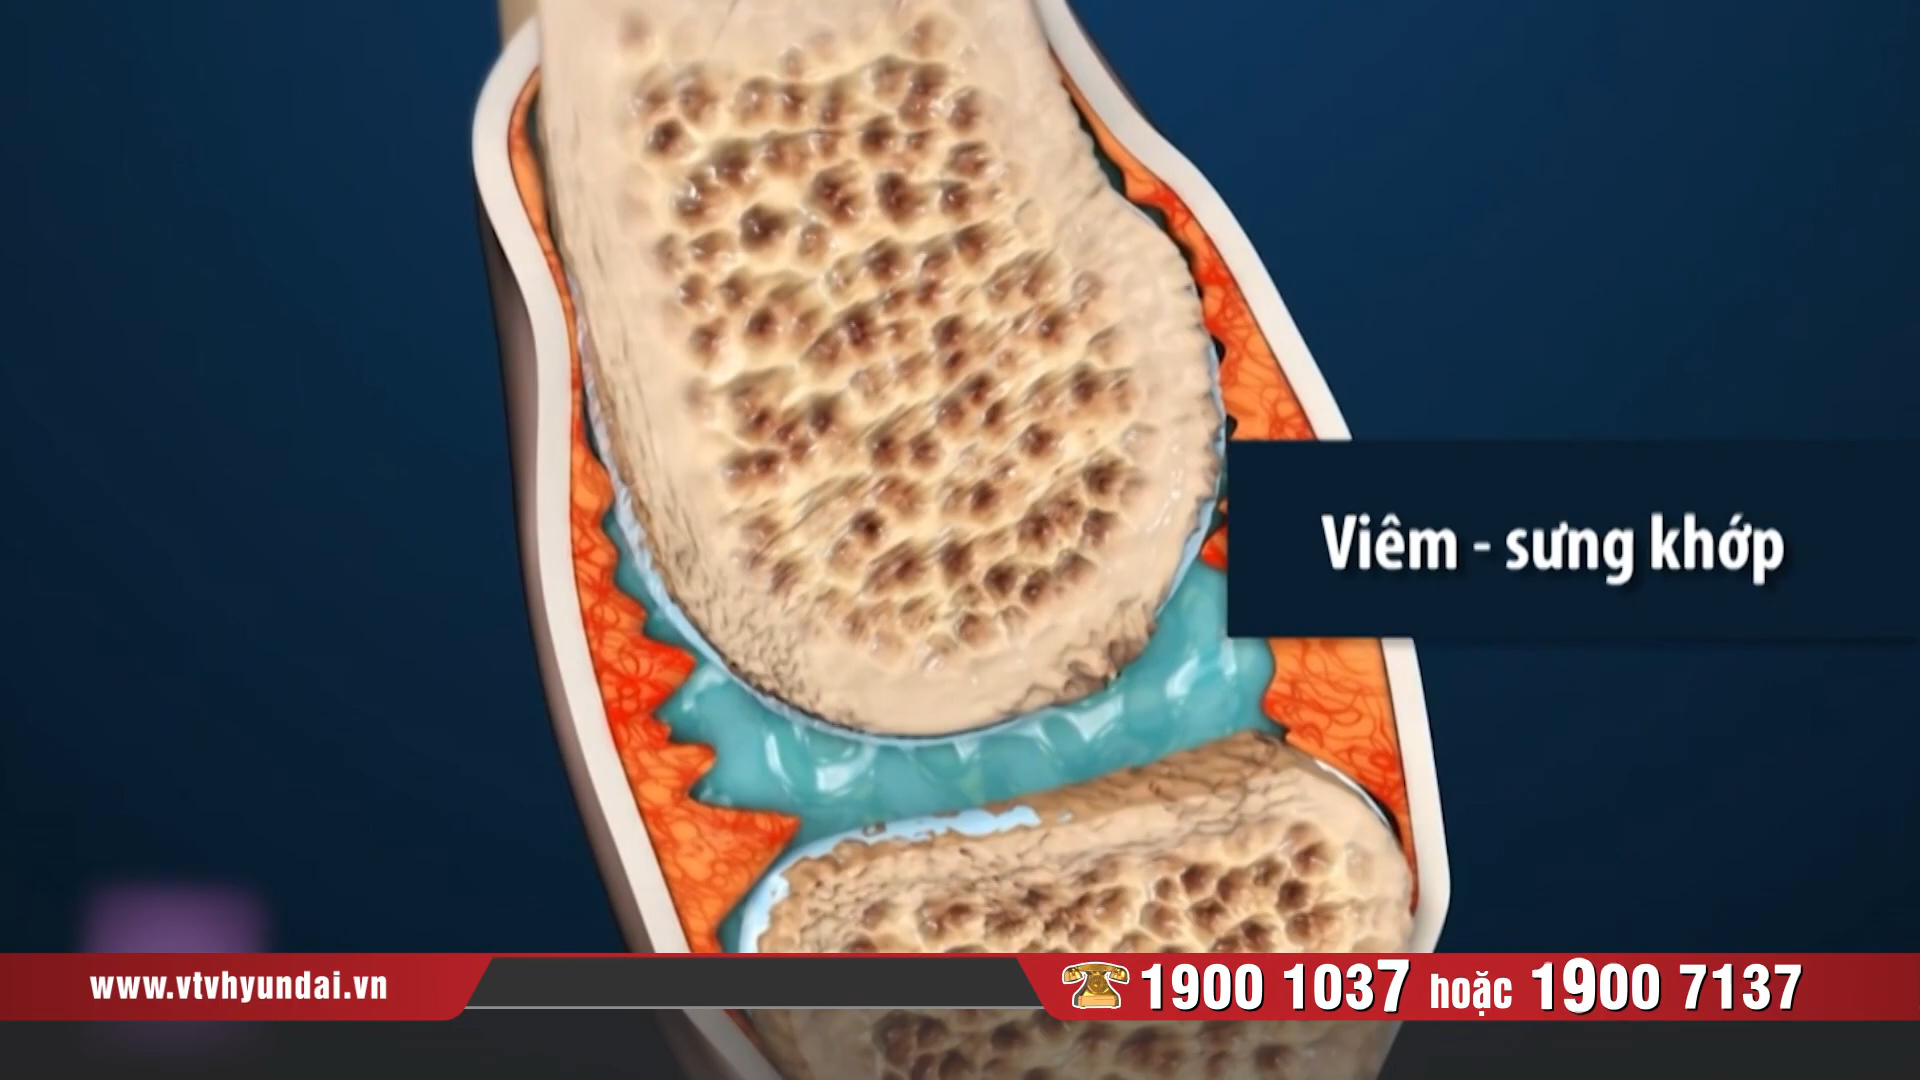 Viêm - sưng khớp
www.vtvhyundai.vn
1900 1037 hoặc 1900 7137